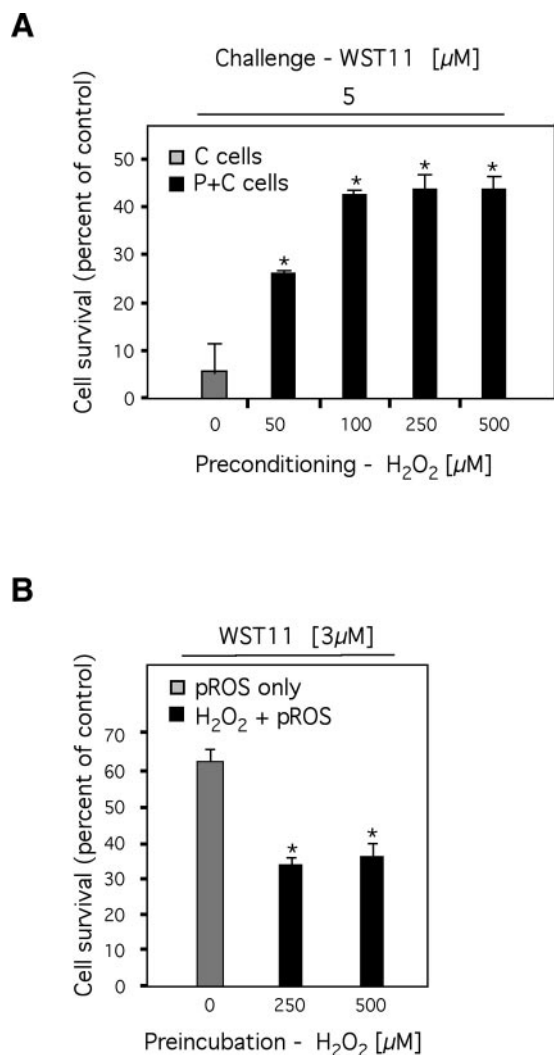 A
Challenge - WST11 [µM]
5
C cells
P+C cells
Cell survival (percent of control)
50
40
30
20
10
0
* * * *
0 50 100 250 500
Preconditioning - H₂O₂ [µM]
B
WST11 [3µM]
pROS only
H₂O₂ + pROS
Cell survival (percent of control)
70
60
50
40
30
20
10
0
* *
0 250 500
Preincubation - H₂O₂ [µM]